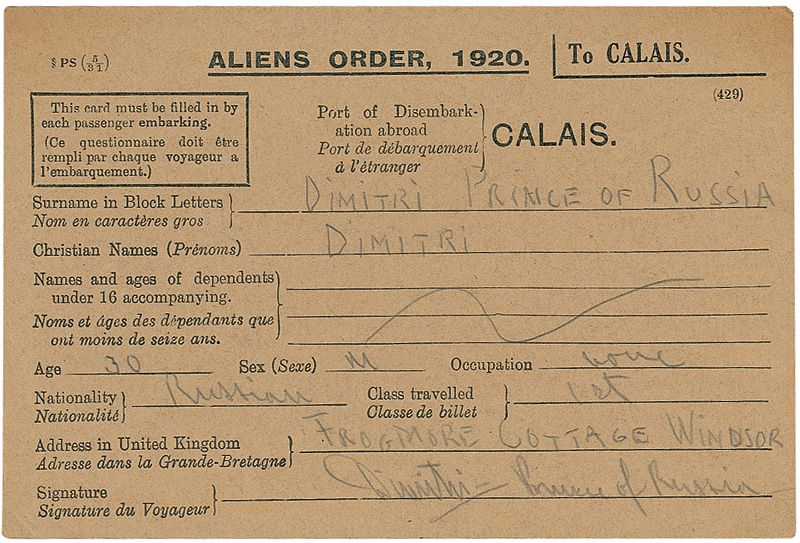 § PS (5/31)
ALIENS ORDER, 1920.
To CALAIS.
(429)
This card must be filled in by
each passenger embarking.
(Ce questionnaire doit être
rempli par chaque voyageur a
l'embarquement.)
Port of Disembark-
ation abroad
Port de débarquement
à l'étranger
CALAIS.
Surname in Block Letters
Nom en caractères gros
DIMITRI PRINCE OF RUSSIA
Christian Names (Prénoms) DIMITRI
Names and ages of dependents
under 16 accompanying.
Noms et áges des dépendants que
ont moins de seize ans.
Age 30 Sex (Sexe) M Occupation none
Nationality
Nationalité
Russian
Class travelled
Classe de billet
1st
Address in United Kingdom
Adresse dans la Grande-Bretagne
FROGMORE COTTAGE WINDSOR
Signature
Signature du Voyageur
Dimitri - Prince of Russia